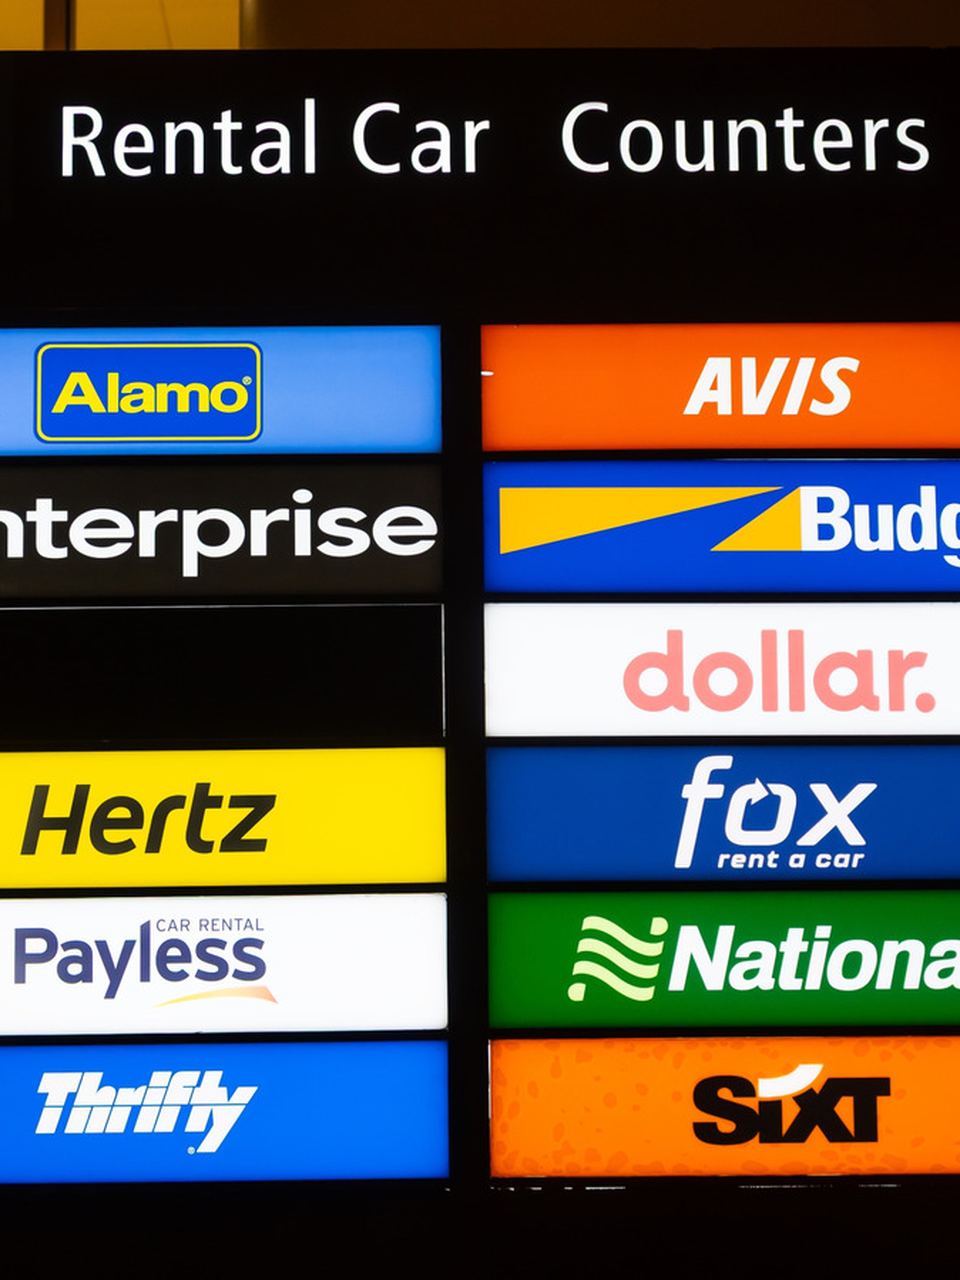 Rental Car Counters
Alamo®
nterprise
Hertz
CAR RENTAL
Payless
Thrifty®
AVIS
Budg
dollar.
fox
rent a car
Nationa
SIXT